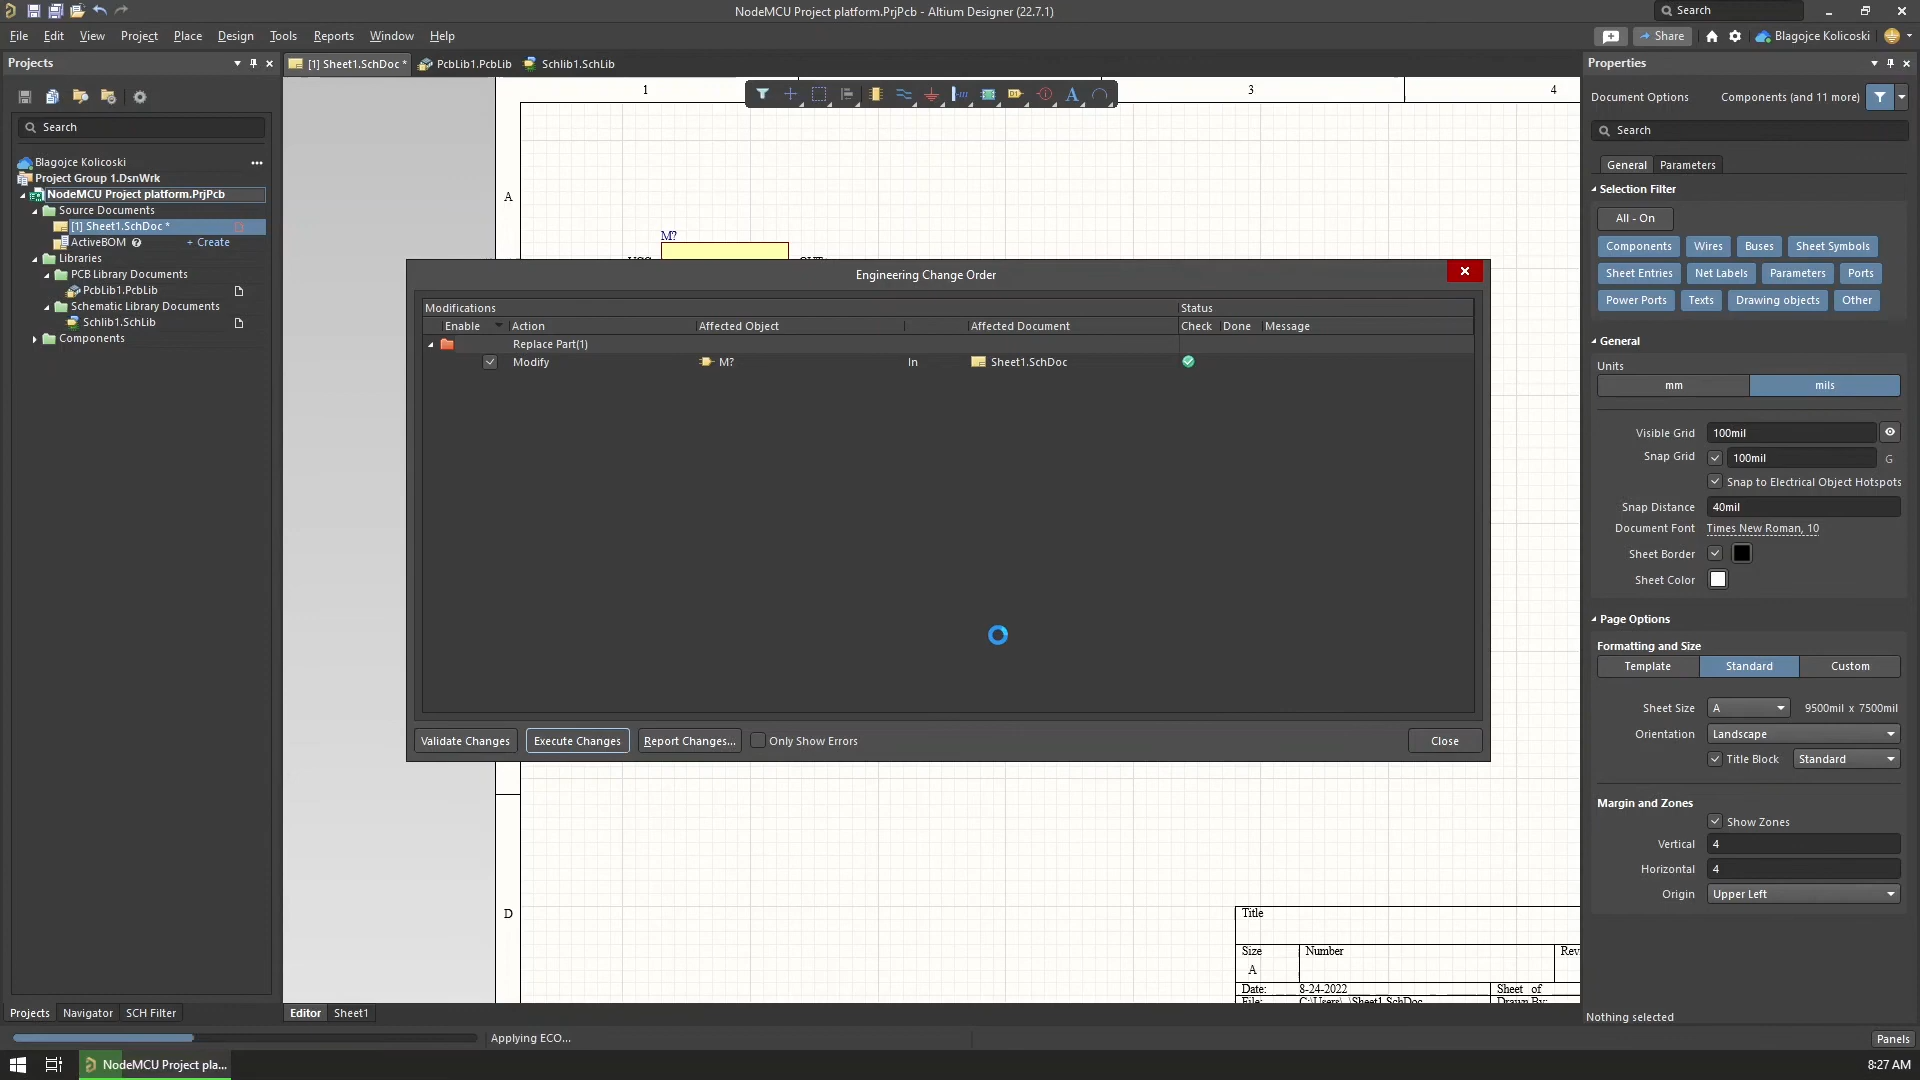 NodeMCU Project platform.PrjPcb - Altium Designer (22.7.1)
Search
File Edit View Project Place Design Tools Reports Window Help
Share
Blagojce Kolicoski
Projects
[1] Sheet1.SchDoc *
PcbLib1.PcbLib
Schlib1.SchLib
Properties
Search
Blagojce Kolicoski
Project Group 1.DsnWrk
NodeMCU Project platform.PrjPcb
Source Documents
[1] Sheet1.SchDoc *
ActiveBOM
+ Create
Libraries
PCB Library Documents
PcbLib1.PcbLib
Schematic Library Documents
Schlib1.SchLib
Components
1
3
4
A
M?
D
Engineering Change Order
Modifications Status
Enable Action Affected Object Affected Document Check Done Message
Replace Part(1)
Modify M? In Sheet1.SchDoc
Validate Changes
Execute Changes
Report Changes...
Only Show Errors
Close
Title
Size
A
Number
Rev
Date: 8-24-2022 Sheet of
File: C:\Users\..\Sheet1.SchDoc Drawn By:
Document Options Components (and 11 more)
Search
General Parameters
Selection Filter
All - On
Components Wires Buses Sheet Symbols
Sheet Entries Net Labels Parameters Ports
Power Ports Texts Drawing objects Other
General
Units
mm mils
Visible Grid 100mil
Snap Grid 100mil G
Snap to Electrical Object Hotspots
Snap Distance 40mil
Document Font Times New Roman, 10
Sheet Border
Sheet Color
Page Options
Formatting and Size
Template Standard Custom
Sheet Size A 9500mil x 7500mil
Orientation Landscape
Title Block Standard
Margin and Zones
Show Zones
Vertical 4
Horizontal 4
Origin Upper Left
Nothing selected
Projects Navigator SCH Filter
Editor Sheet1
Applying ECO...
Panels
NodeMCU Project pla...
8:27 AM